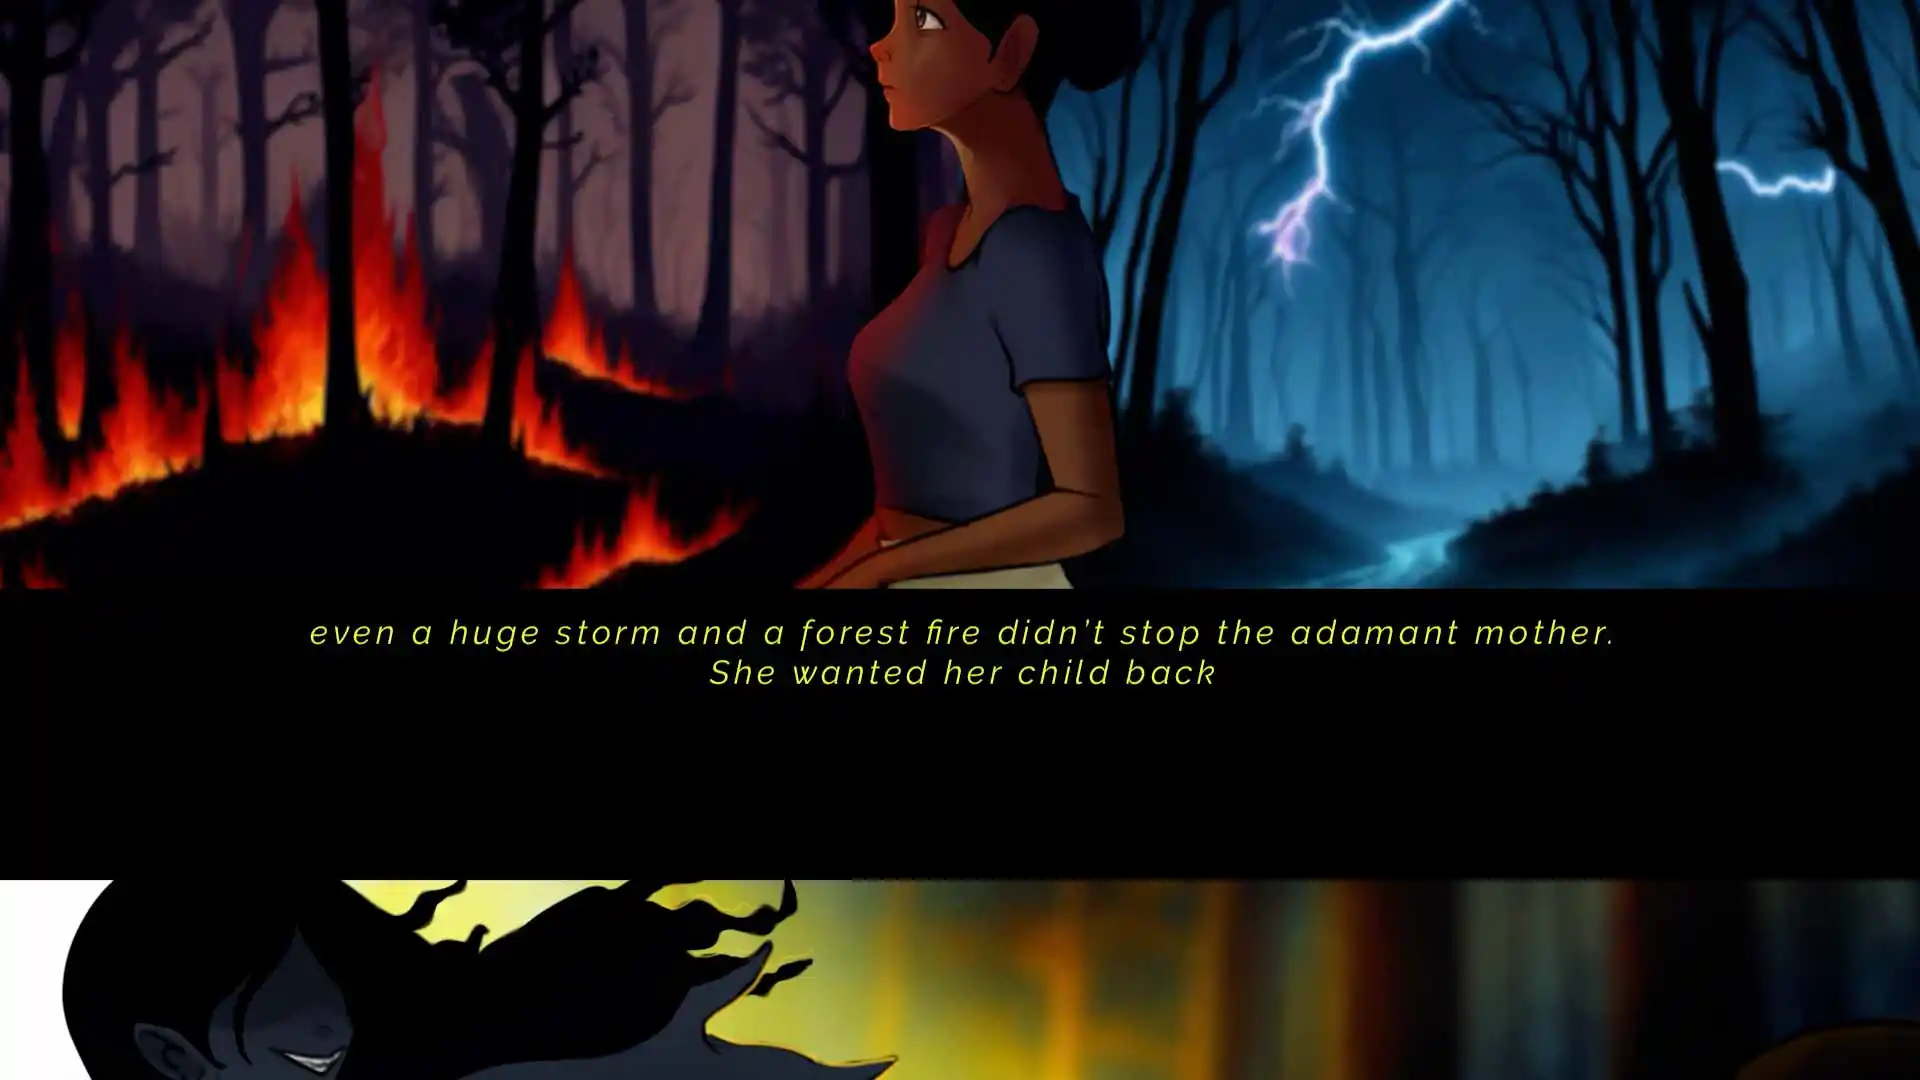 even a huge storm and a forest fire didn't stop the adamant mother.
She wanted her child back